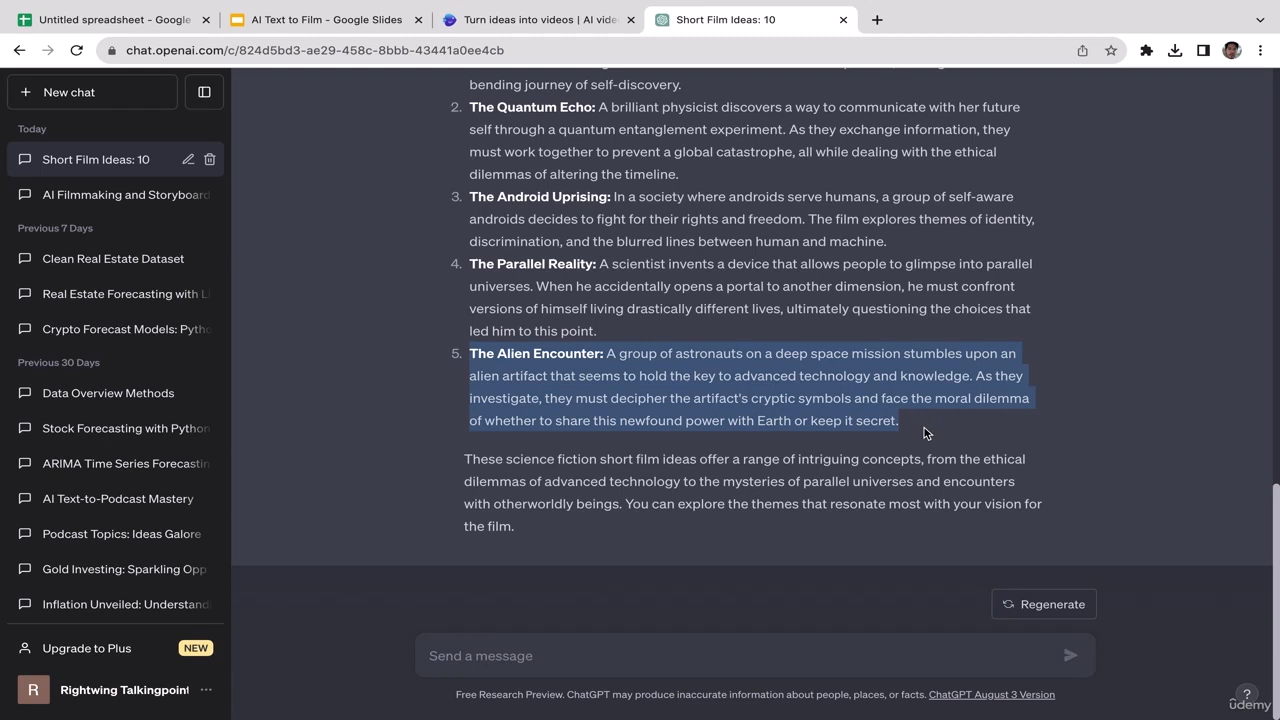 Untitled spreadsheet - Google
AI Text to Film - Google Slides
Turn ideas into videos | AI vide
Short Film Ideas: 10
chat.openai.com/c/824d5bd3-ae29-458c-8bbb-43441a0ee4cb
New chat
Today
Short Film Ideas: 10
AI Filmmaking and Storyboard
Previous 7 Days
Clean Real Estate Dataset
Real Estate Forecasting with LI
Crypto Forecast Models: Pytho
Previous 30 Days
Data Overview Methods
Stock Forecasting with Python
ARIMA Time Series Forecastin
AI Text-to-Podcast Mastery
Podcast Topics: Ideas Galore
Gold Investing: Sparkling Opp
Inflation Unveiled: Understandi
Upgrade to Plus
NEW
R
Rightwing Talkingpoint
bending journey of self-discovery.
2. The Quantum Echo: A brilliant physicist discovers a way to communicate with her future
self through a quantum entanglement experiment. As they exchange information, they
must work together to prevent a global catastrophe, all while dealing with the ethical
dilemmas of altering the timeline.
3. The Android Uprising: In a society where androids serve humans, a group of self-aware
androids decides to fight for their rights and freedom. The film explores themes of identity,
discrimination, and the blurred lines between human and machine.
4. The Parallel Reality: A scientist invents a device that allows people to glimpse into parallel
universes. When he accidentally opens a portal to another dimension, he must confront
versions of himself living drastically different lives, ultimately questioning the choices that
led him to this point.
5. The Alien Encounter: A group of astronauts on a deep space mission stumbles upon an
alien artifact that seems to hold the key to advanced technology and knowledge. As they
investigate, they must decipher the artifact's cryptic symbols and face the moral dilemma
of whether to share this newfound power with Earth or keep it secret.
These science fiction short film ideas offer a range of intriguing concepts, from the ethical
dilemmas of advanced technology to the mysteries of parallel universes and encounters
with otherworldly beings. You can explore the themes that resonate most with your vision for
the film.
Regenerate
Send a message
Free Research Preview. ChatGPT may produce inaccurate information about people, places, or facts. ChatGPT August 3 Version
?
ûdemy